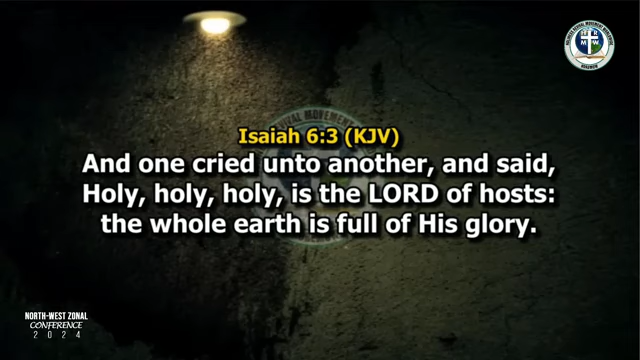 Isaiah 6:3 (KJV)
And one cried unto another, and said,
Holy, holy, holy, is the LORD of hosts:
the whole earth is full of His glory.
NORTH-WEST ZONAL
CONFERENCE
2024